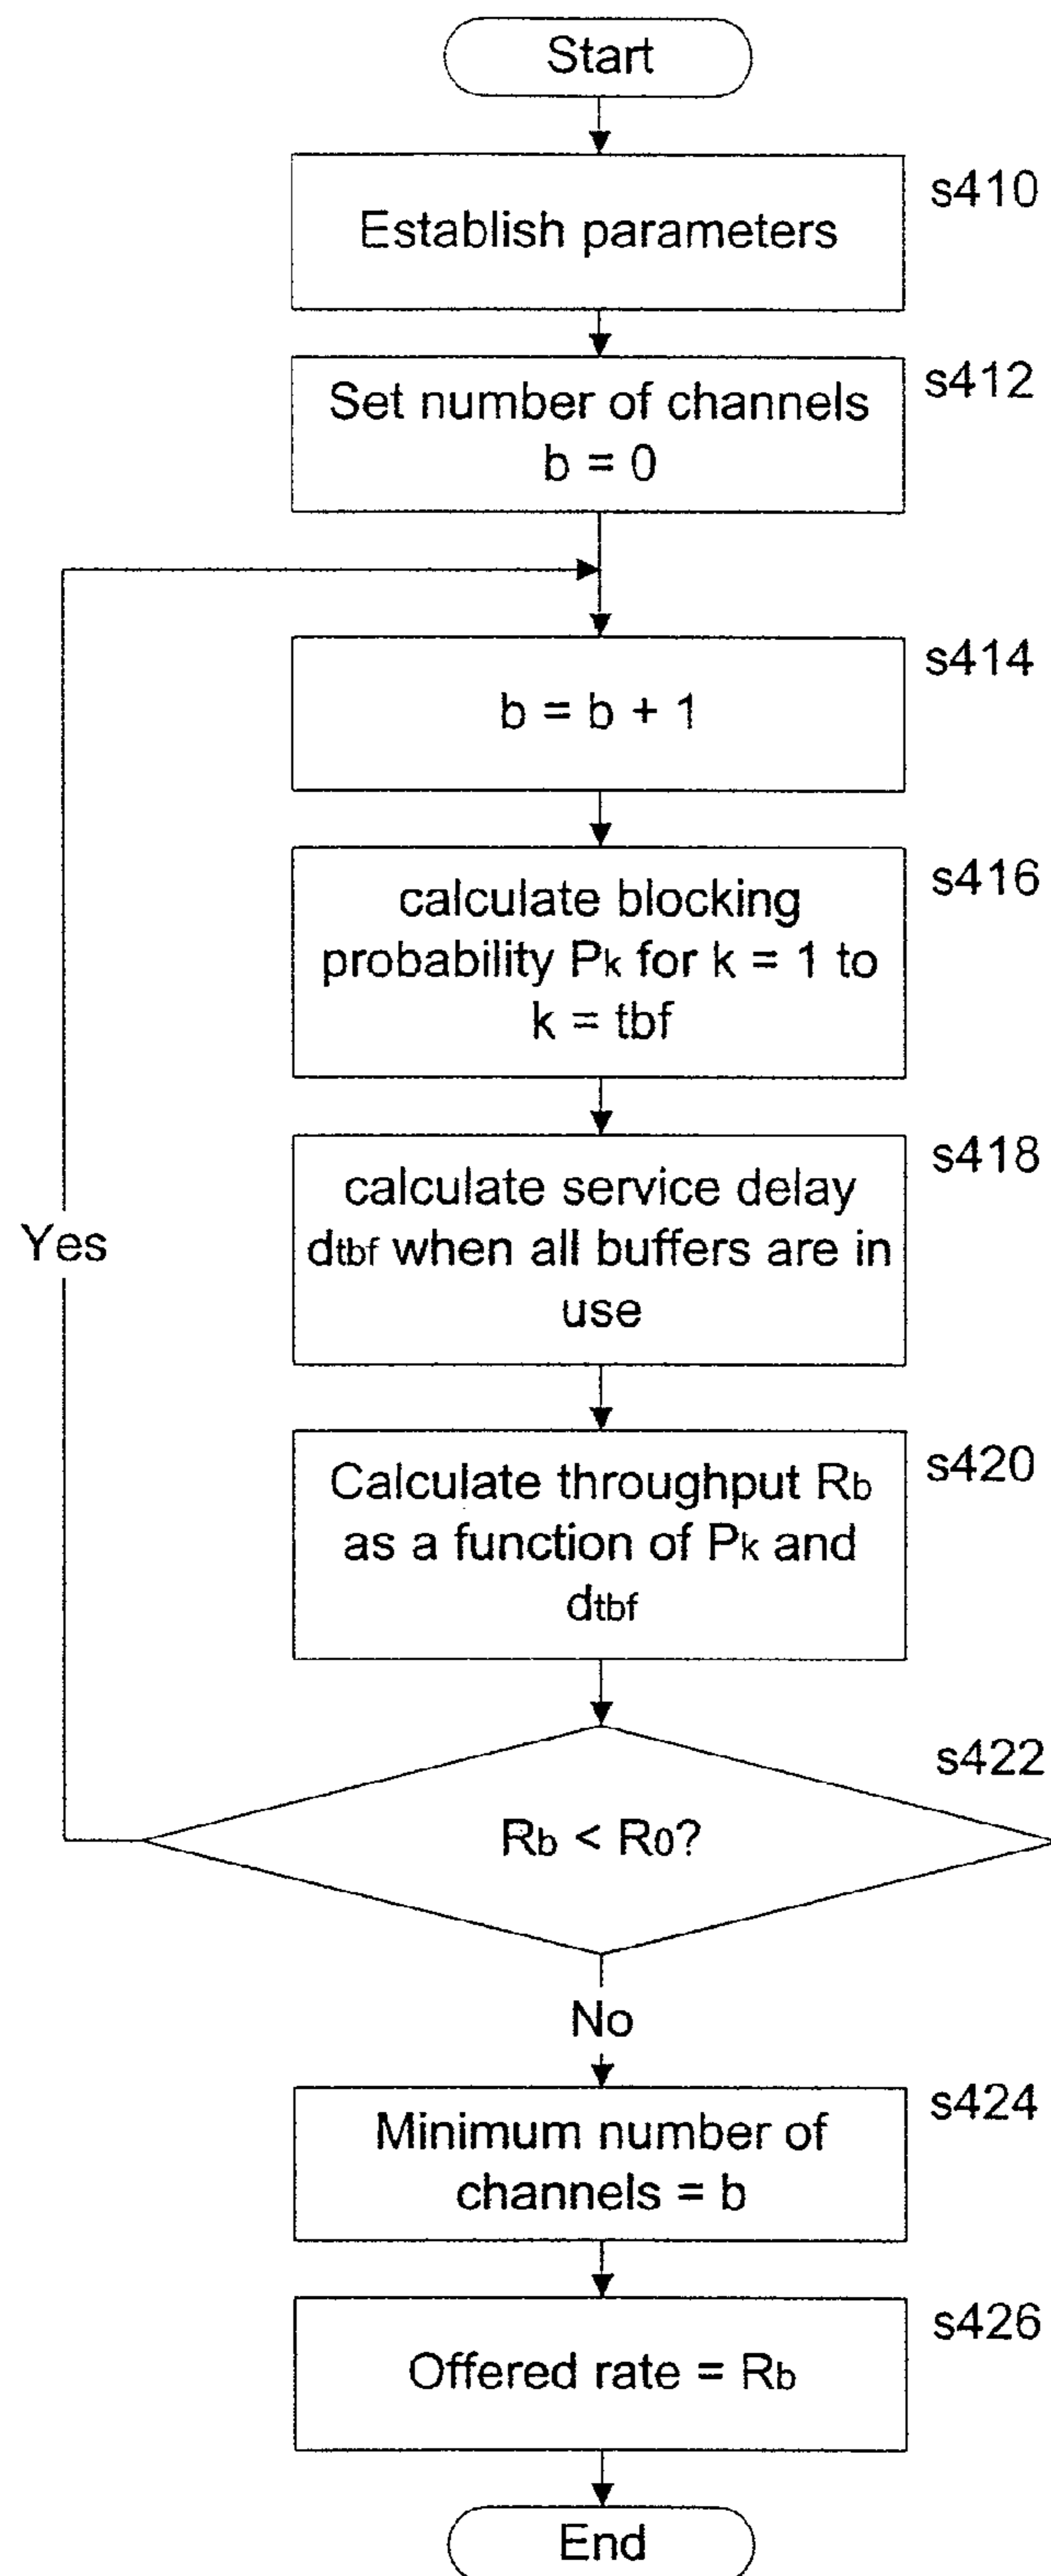 Start
s410
Establish parameters
s412
Set number of channels
b = 0
s414
b = b + 1
s416
calculate blocking
probability Pk for k = 1 to
k = tbf
s418
calculate service delay
dtbf when all buffers are in
use
Yes
s420
Calculate throughput Rb
as a function of Pk and
dtbf
s422
Rb < R0?
No
s424
Minimum number of
channels = b
s426
Offered rate = Rb
End